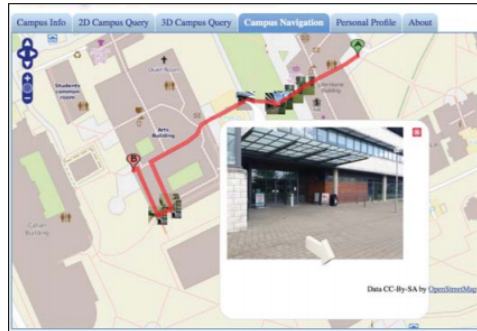 Campus Info 2D Campus Query 3D Campus Query Campus Navigation Personal Profile About
A
Quiet Room
Students
common
room
Arts
Building
B
Callan
Building
Data CC-By-SA by OpenStreetMap